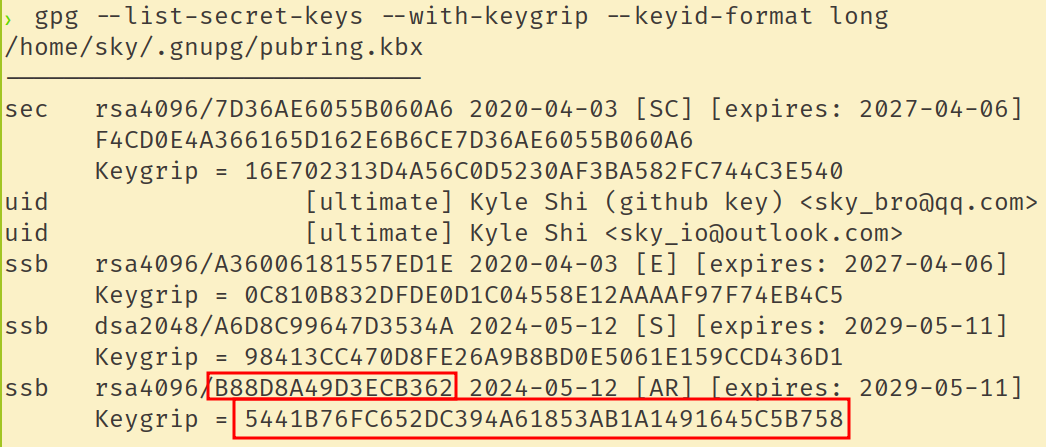 › gpg --list-secret-keys --with-keygrip --keyid-format long
/home/sky/.gnupg/pubring.kbx
----------------------------
sec   rsa4096/7D36AE6055B060A6 2020-04-03 [SC] [expires: 2027-04-06]
      F4CD0E4A366165D162E6B6CE7D36AE6055B060A6
      Keygrip = 16E702313D4A56C0D5230AF3BA582FC744C3E540
uid                 [ultimate] Kyle Shi (github key) <sky_bro@qq.com>
uid                 [ultimate] Kyle Shi <sky_io@outlook.com>
ssb   rsa4096/A36006181557ED1E 2020-04-03 [E] [expires: 2027-04-06]
      Keygrip = 0C810B832DFDE0D1C04558E12AAAAF97F74EB4C5
ssb   dsa2048/A6D8C99647D3534A 2024-05-12 [S] [expires: 2029-05-11]
      Keygrip = 98413CC470D8FE26A9B8BD0E5061E159CCD436D1
ssb   rsa4096/B88D8A49D3ECB362 2024-05-12 [AR] [expires: 2029-05-11]
      Keygrip = 5441B76FC652DC394A61853AB1A1491645C5B758